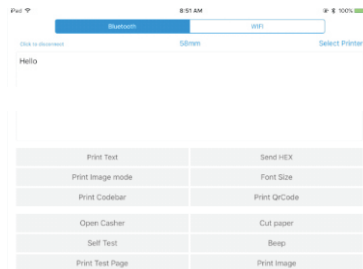 iPad 8:51 AM 100%
Bluetooth WIFI
Click to disconnect 58mm Select Printer
Hello
Print Text Send HEX
Print Image mode Font Size
Print Codebar Print QrCode
Open Casher Cut paper
Self Test Beep
Print Test Page Print Image